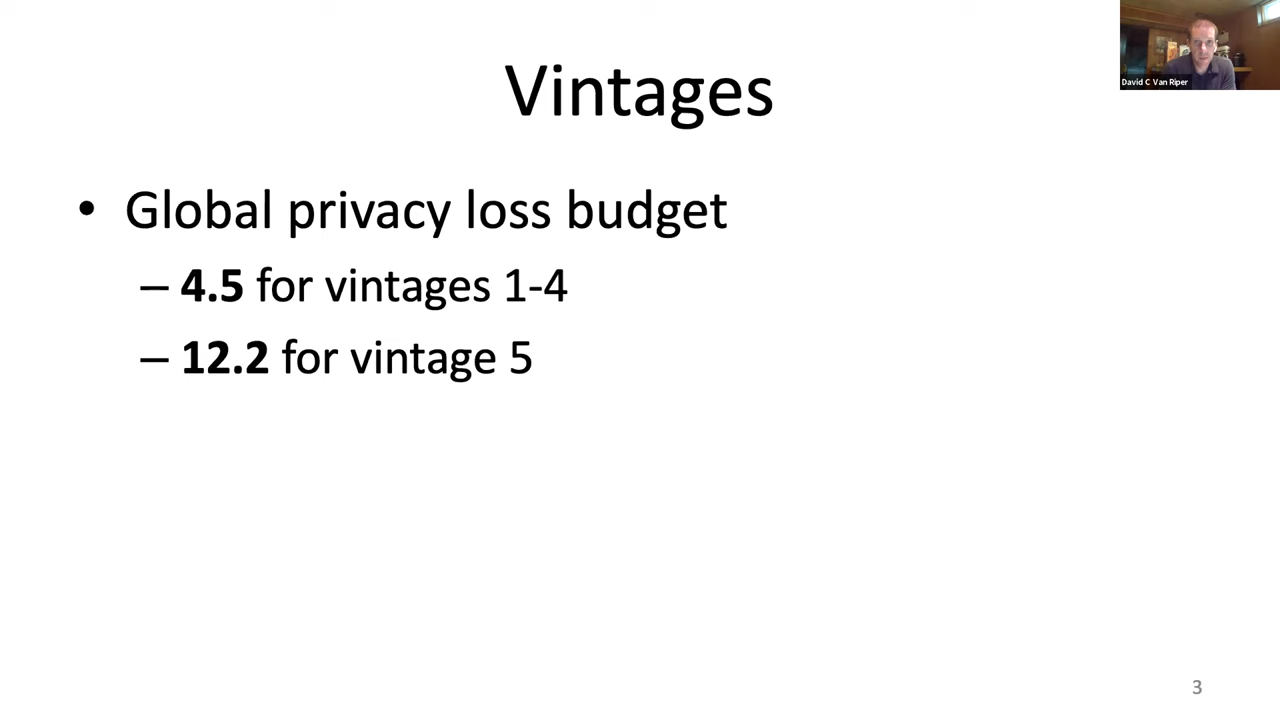 David C Van Riper
Vintages
• Global privacy loss budget
– 4.5 for vintages 1-4
– 12.2 for vintage 5
3